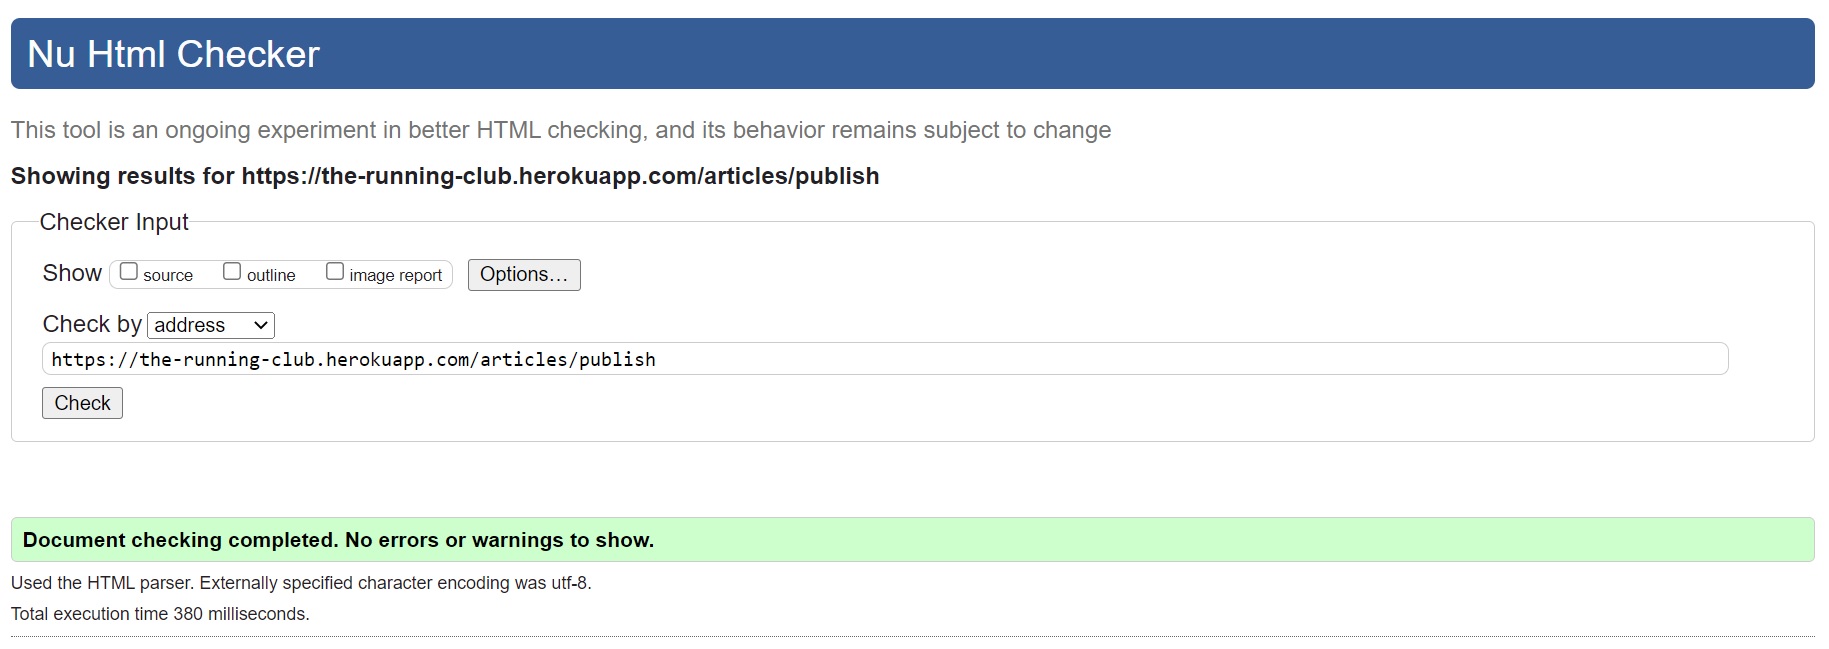 Nu Html Checker
This tool is an ongoing experiment in better HTML checking, and its behavior remains subject to change
Showing results for https://the-running-club.herokuapp.com/articles/publish
Checker Input
Show source outline image report Options…
Check by address
https://the-running-club.herokuapp.com/articles/publish
Check
Document checking completed. No errors or warnings to show.
Used the HTML parser. Externally specified character encoding was utf-8.
Total execution time 380 milliseconds.